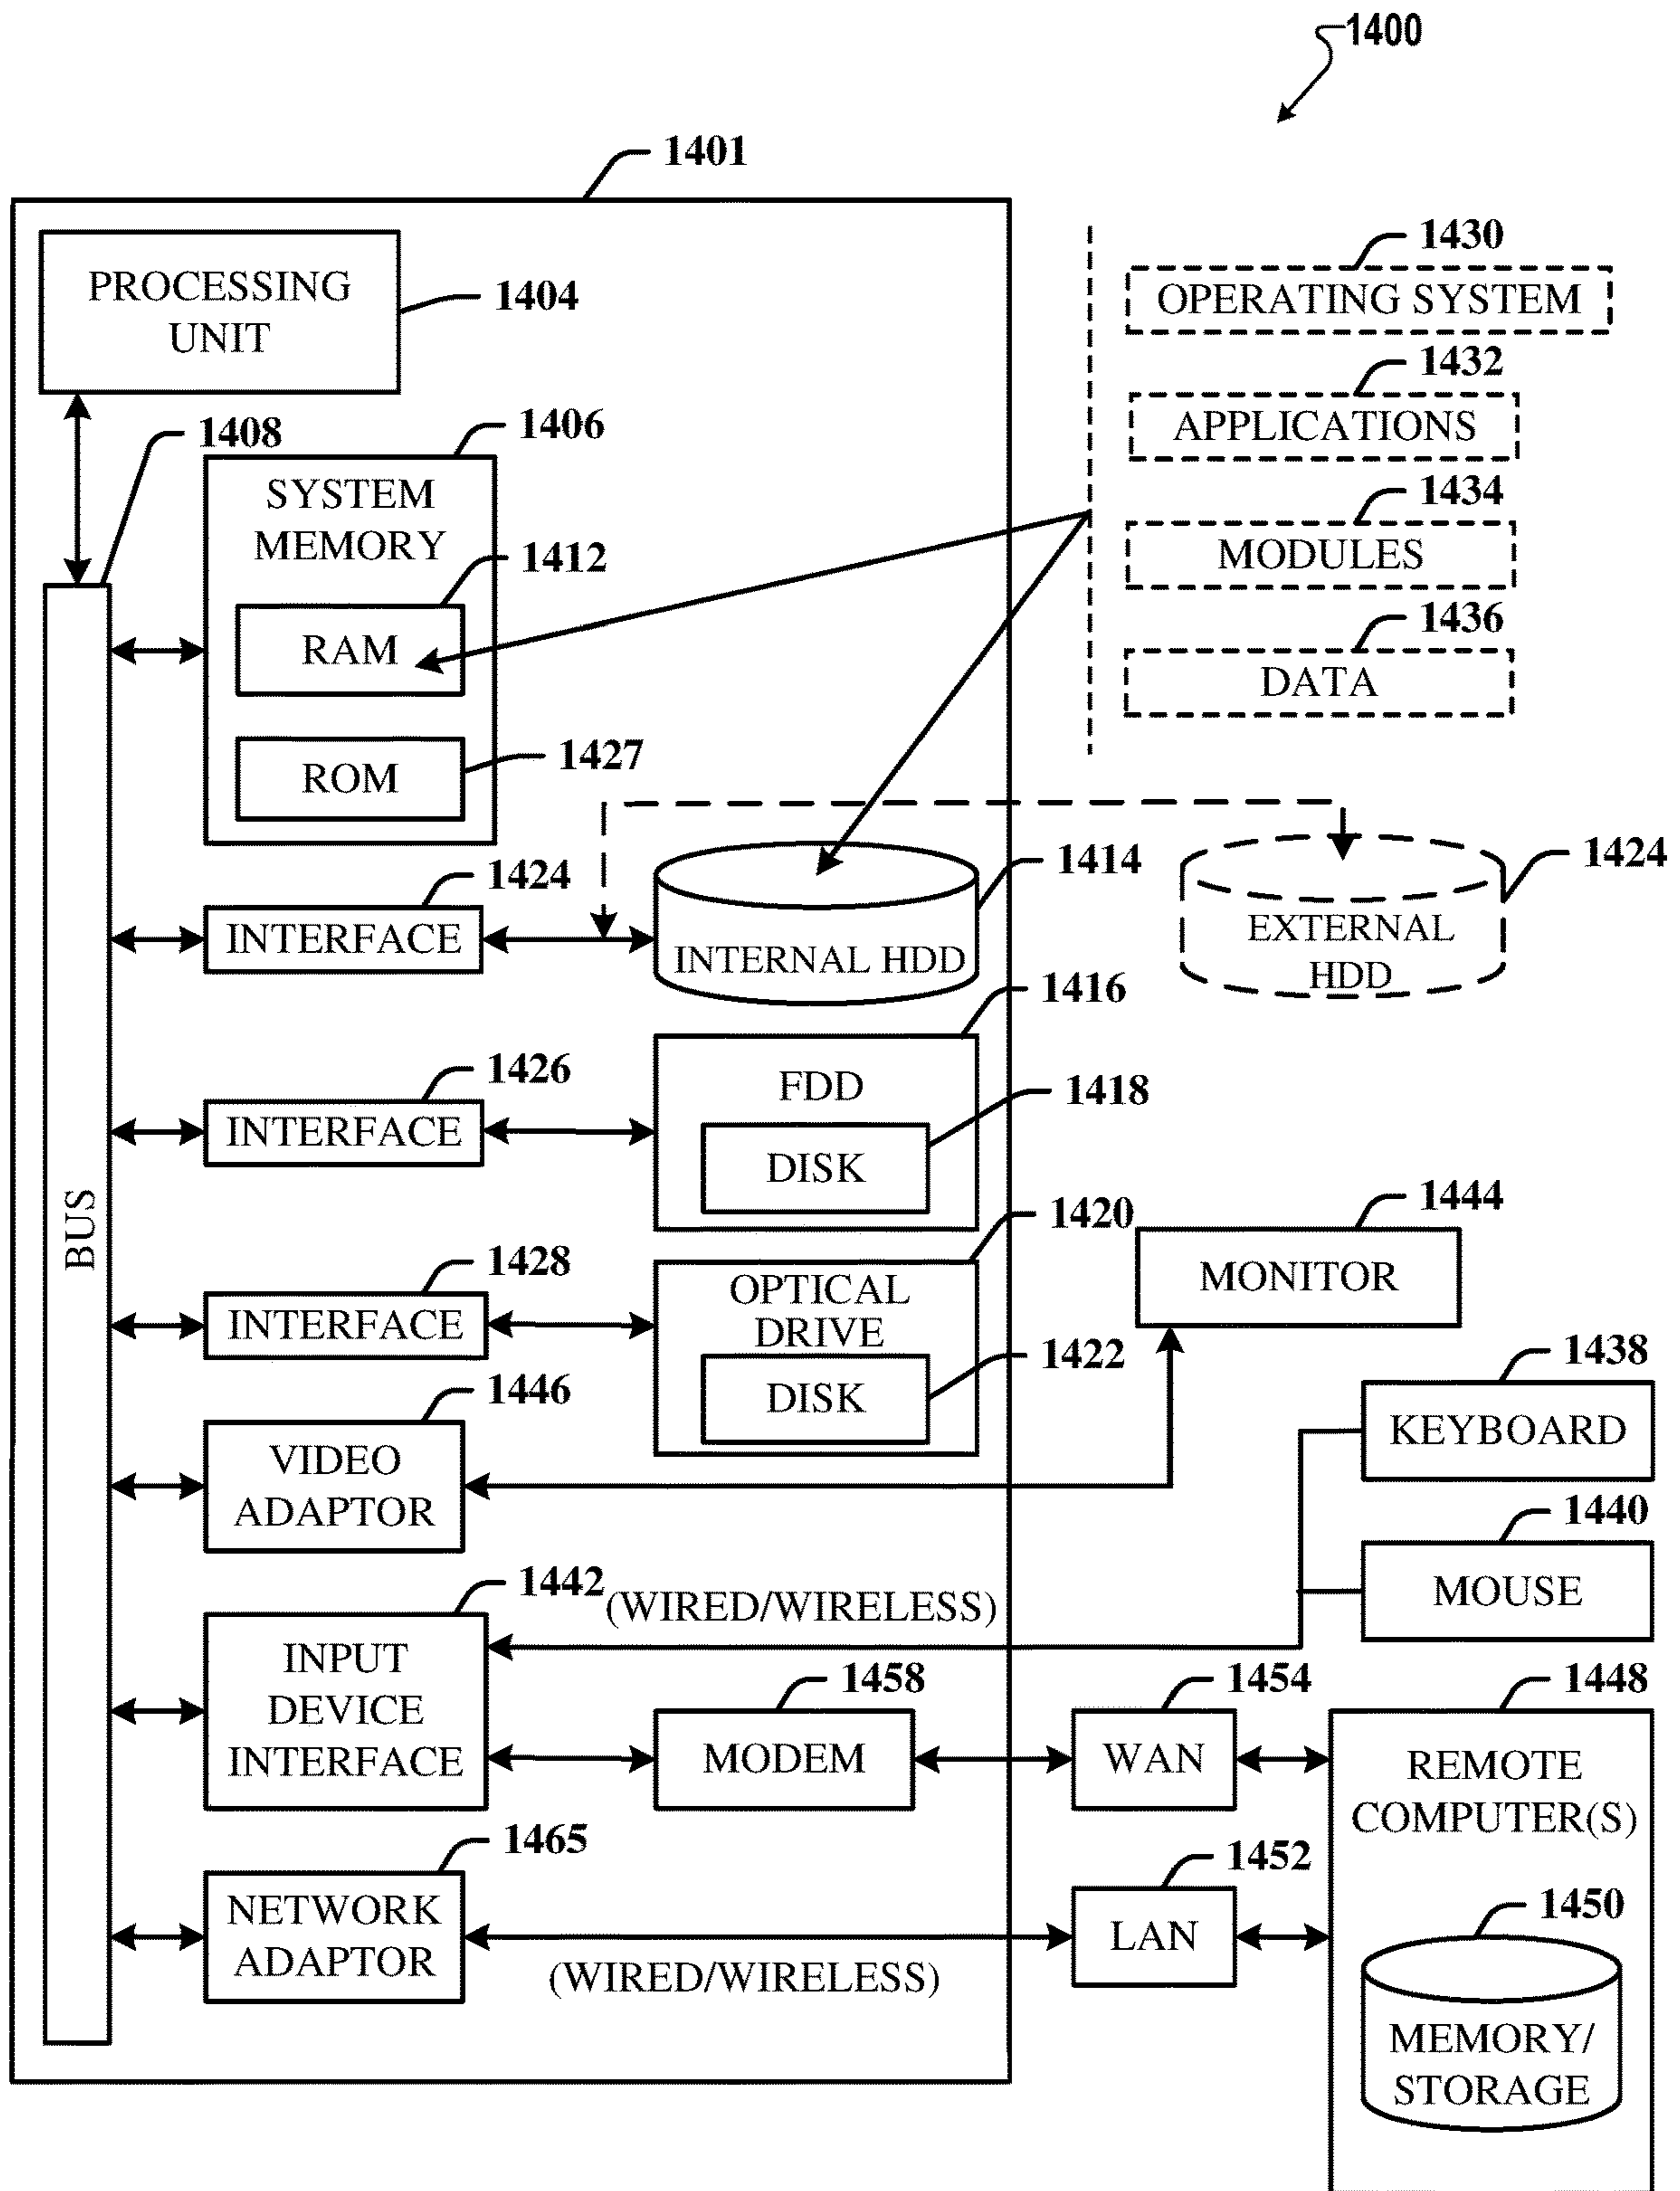 1400
1401
PROCESSING
UNIT
1404
1430
OPERATING SYSTEM
1432
APPLICATIONS
1434
MODULES
1436
DATA
1408
1406
SYSTEM
MEMORY
1412
RAM
1427
ROM
BUS
1424
INTERFACE
1414
INTERNAL HDD
1424
EXTERNAL
HDD
1426
INTERFACE
1416
FDD
1418
DISK
1428
INTERFACE
1420
OPTICAL
DRIVE
1422
DISK
1444
MONITOR
1446
VIDEO
ADAPTOR
1438
KEYBOARD
1440
MOUSE
1442
(WIRED/WIRELESS)
INPUT
DEVICE
INTERFACE
1458
MODEM
1454
WAN
1448
REMOTE
COMPUTER(S)
1465
NETWORK
ADAPTOR
(WIRED/WIRELESS)
1452
LAN
1450
MEMORY/
STORAGE